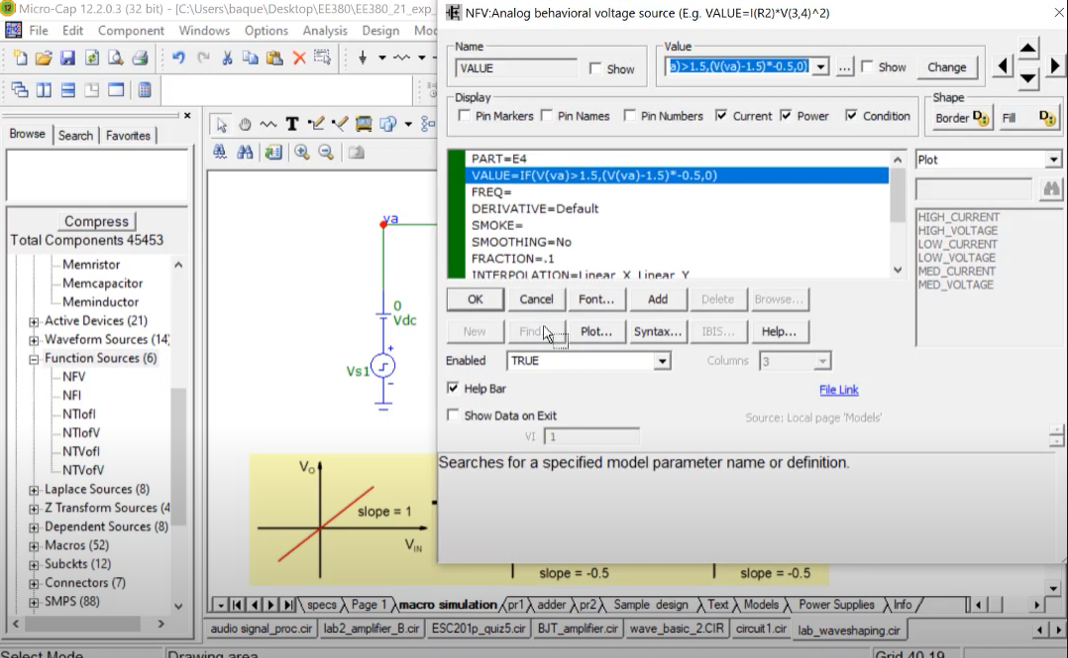 Micro-Cap 12.2.0.3 (32 bit) - [C:\Users\baque\Desktop\EE380\EE380_21_exp_
File Edit Component Windows Options Analysis Design
NFV:Analog behavioral voltage source (E.g. VALUE=I(R2)*V(3,4)^2)
Name
VALUE
Show
Value
a)>1.5,(V(va)-1.5)*-0.5,0)
...
Show
Change
Display
Pin Markers Pin Names Pin Numbers Current Power Condition
Shape
Border Fill
PART=E4
VALUE=IF(V(va)>1.5,(V(va)-1.5)*-0.5,0)
FREQ=
DERIVATIVE=Default
SMOKE=
SMOOTHING=No
FRACTION=.1
INTERPOLATION=Linear_X_Linear_Y
Plot
HIGH_CURRENT
HIGH_VOLTAGE
LOW_CURRENT
LOW_VOLTAGE
MED_CURRENT
MED_VOLTAGE
OK Cancel Font... Add Delete Browse...
New Find Plot... Syntax... IBIS... Help...
Enabled TRUE Columns 3
Help Bar File Link
Show Data on Exit Source: Local page 'Models'
VI 1
Searches for a specified model parameter name or definition.
Browse Search Favorites
Compress
Total Components 45453
Memristor
Memcapacitor
Meminductor
Active Devices (21)
Waveform Sources (14)
Function Sources (6)
NFV
NFI
NTIofI
NTIofV
NTVofI
NTVofV
Laplace Sources (8)
Z Transform Sources (4
Dependent Sources (8)
Macros (52)
Subckts (12)
Connectors (7)
SMPS (88)
T
va
0
Vdc
+
Vs1
-
VO
slope = 1
VIN
slope = -0.5
slope = -0.5
specs Page 1 macro simulation pr1 adder pr2 Sample design Text Models Power Supplies Info
audio signal_proc.cir lab2_amplifier_B.cir ESC201p_quiz5.cir BJT_amplifier.cir wave_basic_2.CIR circuit1.cir lab_waveshaping.cir
Select Mode Drawing area Grid 40,19